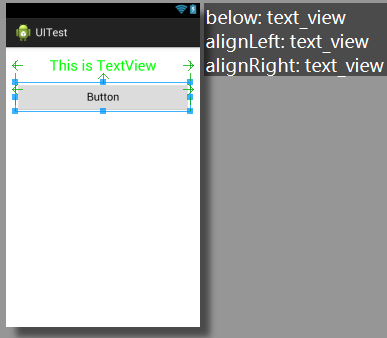 UITest
This is TextView
Button
below: text_view
alignLeft: text_view
alignRight: text_view